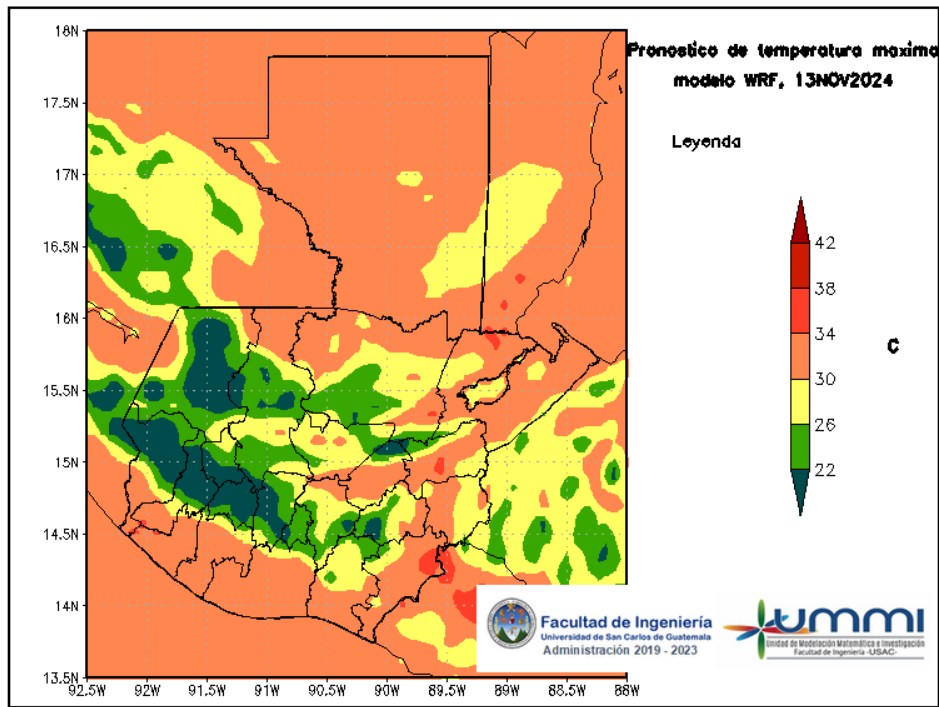 Pronostico de temperatura maxima
modelo WRF, 13NOV2024
Leyenda
18N
17.5N
17N
16.5N
16N
15.5N
15N
14.5N
14N
13.5N
92.5W 92W 91.5W 91W 90.5W 90W 89.5W 89W 88.5W 88W
42
38
34
30
26
22
C
Facultad de Ingeniería
Universidad de San Carlos de Guatemala
Administración 2019 - 2023
UMMI
Unidad de Modelación Matemática e Investigación
Facultad de Ingeniería -USAC-